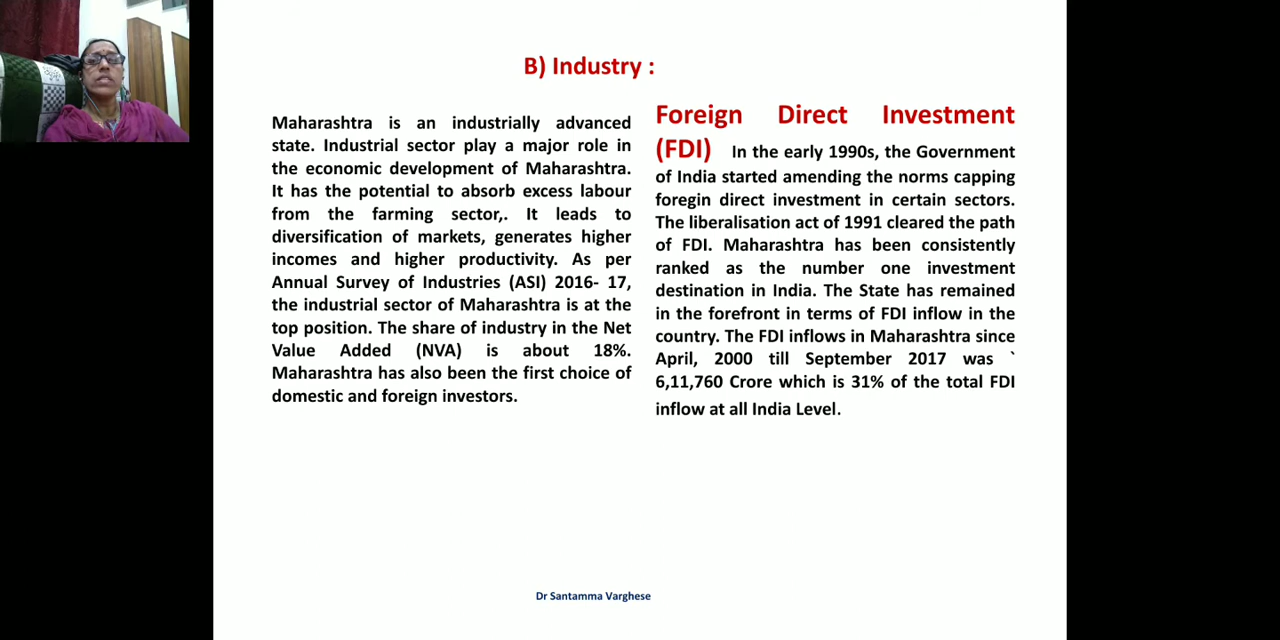 B) Industry :
Maharashtra is an industrially advanced
state. Industrial sector play a major role in
the economic development of Maharashtra.
It has the potential to absorb excess labour
from the farming sector,. It leads to
diversification of markets, generates higher
incomes and higher productivity. As per
Annual Survey of Industries (ASI) 2016- 17,
the industrial sector of Maharashtra is at the
top position. The share of industry in the Net
Value Added (NVA) is about 18%.
Maharashtra has also been the first choice of
domestic and foreign investors.
Foreign Direct Investment
(FDI) In the early 1990s, the Government
of India started amending the norms capping
foregin direct investment in certain sectors.
The liberalisation act of 1991 cleared the path
of FDI. Maharashtra has been consistently
ranked as the number one investment
destination in India. The State has remained
in the forefront in terms of FDI inflow in the
country. The FDI inflows in Maharashtra since
April, 2000 till September 2017 was `
6,11,760 Crore which is 31% of the total FDI
inflow at all India Level.
Dr Santamma Varghese